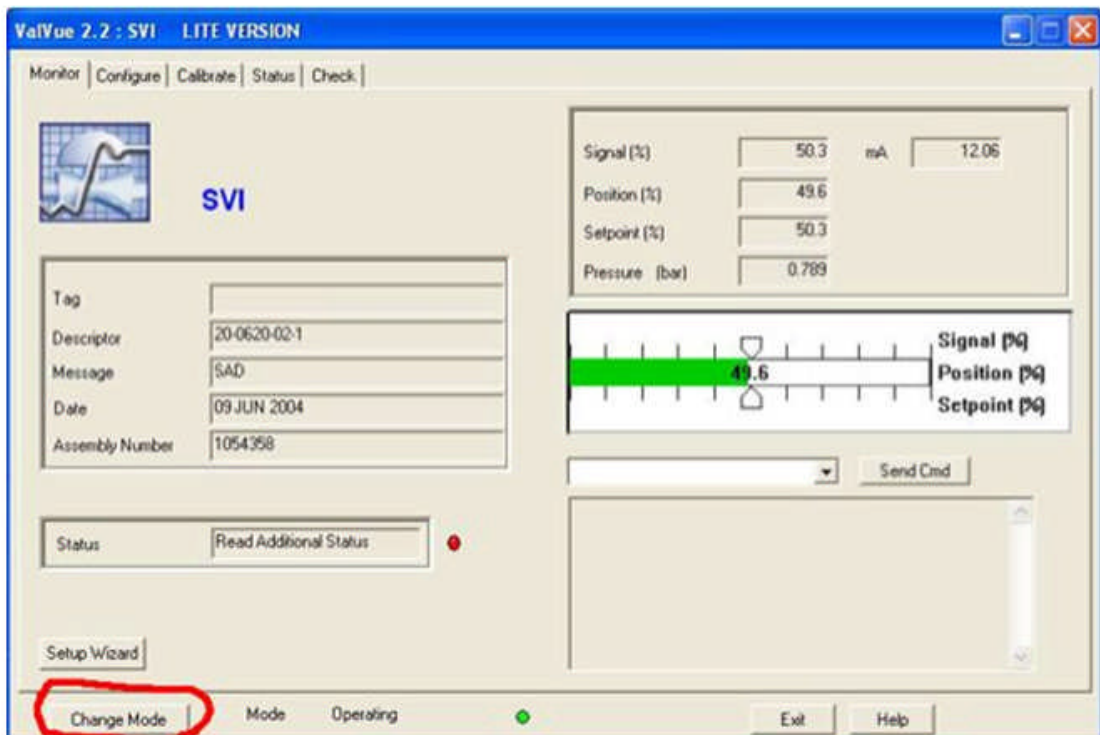 ValVue 2.2 : SVI LITE VERSION
Monitor Configure Calibrate Status Check
SVI
Signal (%) 50.3 mA 12.06
Position (%) 49.6
Setpoint (%) 50.3
Pressure (bar) 0.789
Tag
Descriptor 20-0620-02-1
Message SAD
Date 09 JUN 2004
Assembly Number 1054358
49.6
Signal (%)
Position (%)
Setpoint (%)
Send Cmd
Status Read Additional Status
Setup Wizard
Change Mode Mode Operating Exit Help